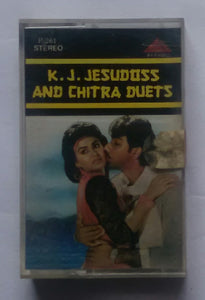 STEREO
K. J. JESUDOSS
AND CHITRA DUETS